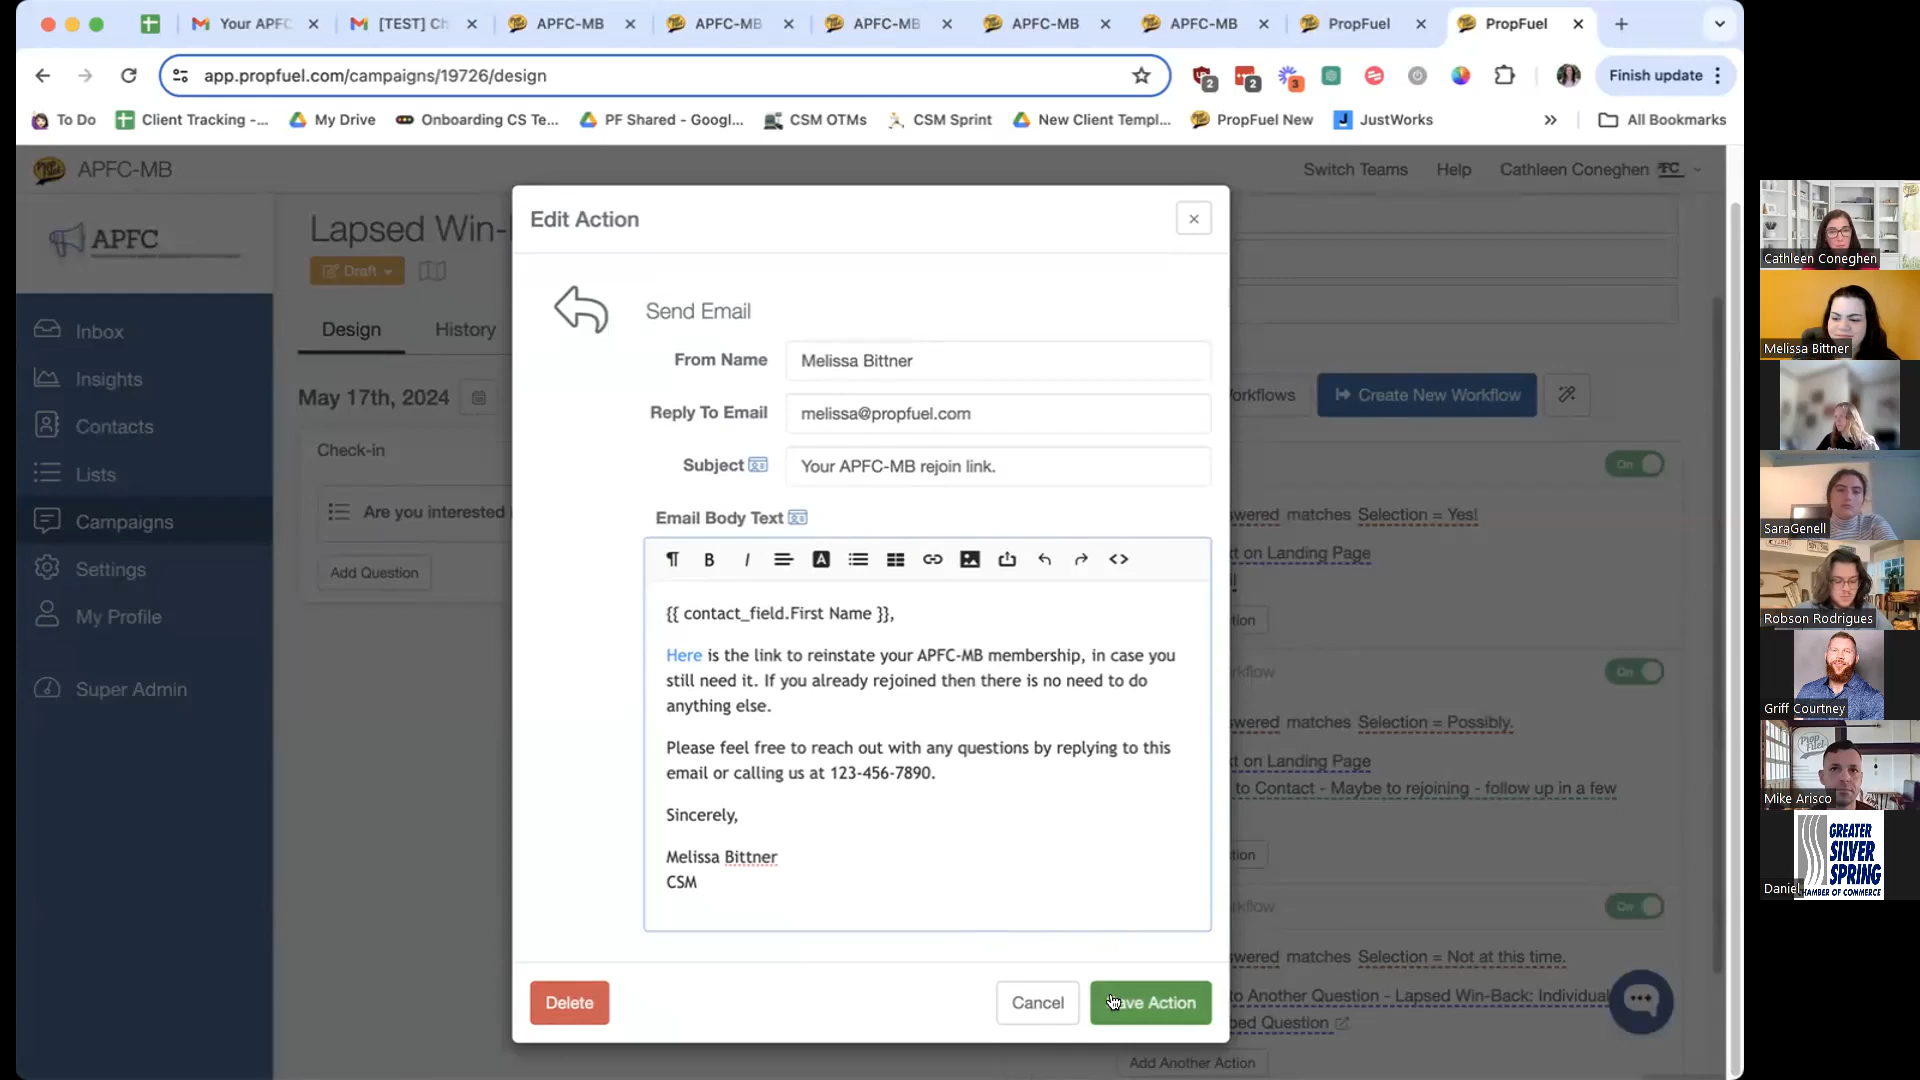 Your APFC
[TEST] Ch
APFC-MB
APFC-MB
APFC-MB
APFC-MB
APFC-MB
PropFuel
PropFuel
app.propfuel.com/campaigns/19726/design
2
2
3
Finish update
To Do
Client Tracking -...
My Drive
Onboarding CS Te...
PF Shared - Googl...
CSM OTMs
CSM Sprint
New Client Templ...
PropFuel New
JustWorks
All Bookmarks
APFC-MB
Switch Teams
Help
Cathleen Coneghen
APFC
Inbox
Insights
Contacts
Lists
Campaigns
Settings
My Profile
Super Admin
Lapsed Win-
Draft
Design
History
May 17th, 2024
Check-in
Are you interested
Add Question
Edit Action
Send Email
From Name
Melissa Bittner
Reply To Email
melissa@propfuel.com
Subject
Your APFC-MB rejoin link.
Email Body Text
{{ contact_field.First Name }},
Here is the link to reinstate your APFC-MB membership, in case you
still need it. If you already rejoined then there is no need to do
anything else.
Please feel free to reach out with any questions by replying to this
email or calling us at 123-456-7890.
Sincerely,
Melissa Bittner
CSM
Delete
Cancel
ve Action
orkflows
Create New Workflow
On
wered matches Selection = Yes!
t on Landing Page
tion
kflow
On
wered matches Selection = Possibly.
t on Landing Page
to Contact - Maybe to rejoining - follow up in a few
tion
kflow
On
wered matches Selection = Not at this time.
to Another Question - Lapsed Win-Back: Individual
ped Question
Add Another Action
Cathleen Coneghen
Melissa Bittner
SaraGenell
Robson Rodrigues
Griff Courtney
Mike Arisco
GREATER
SILVER
SPRING
CHAMBER OF COMMERCE
Daniel